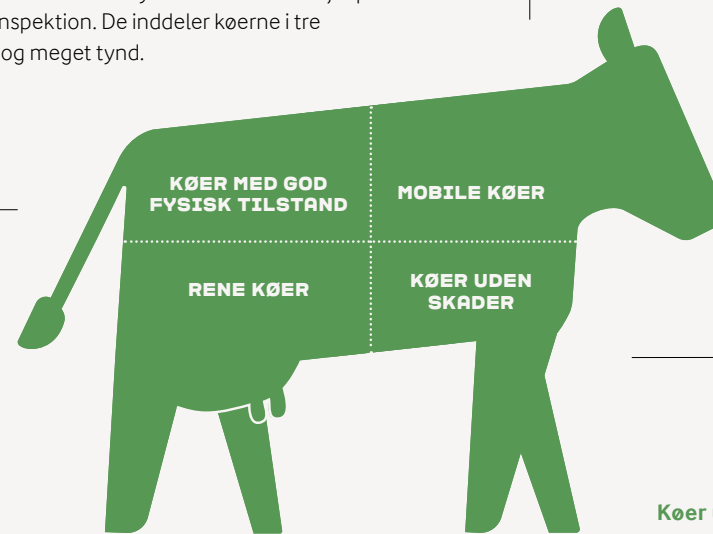 inspektion. De inddeler køerne i tre
og meget tynd.
KØER MED GOD
FYSISK TILSTAND
MOBILE KØER
RENE KØER
KØER UDEN
SKADER
Køer